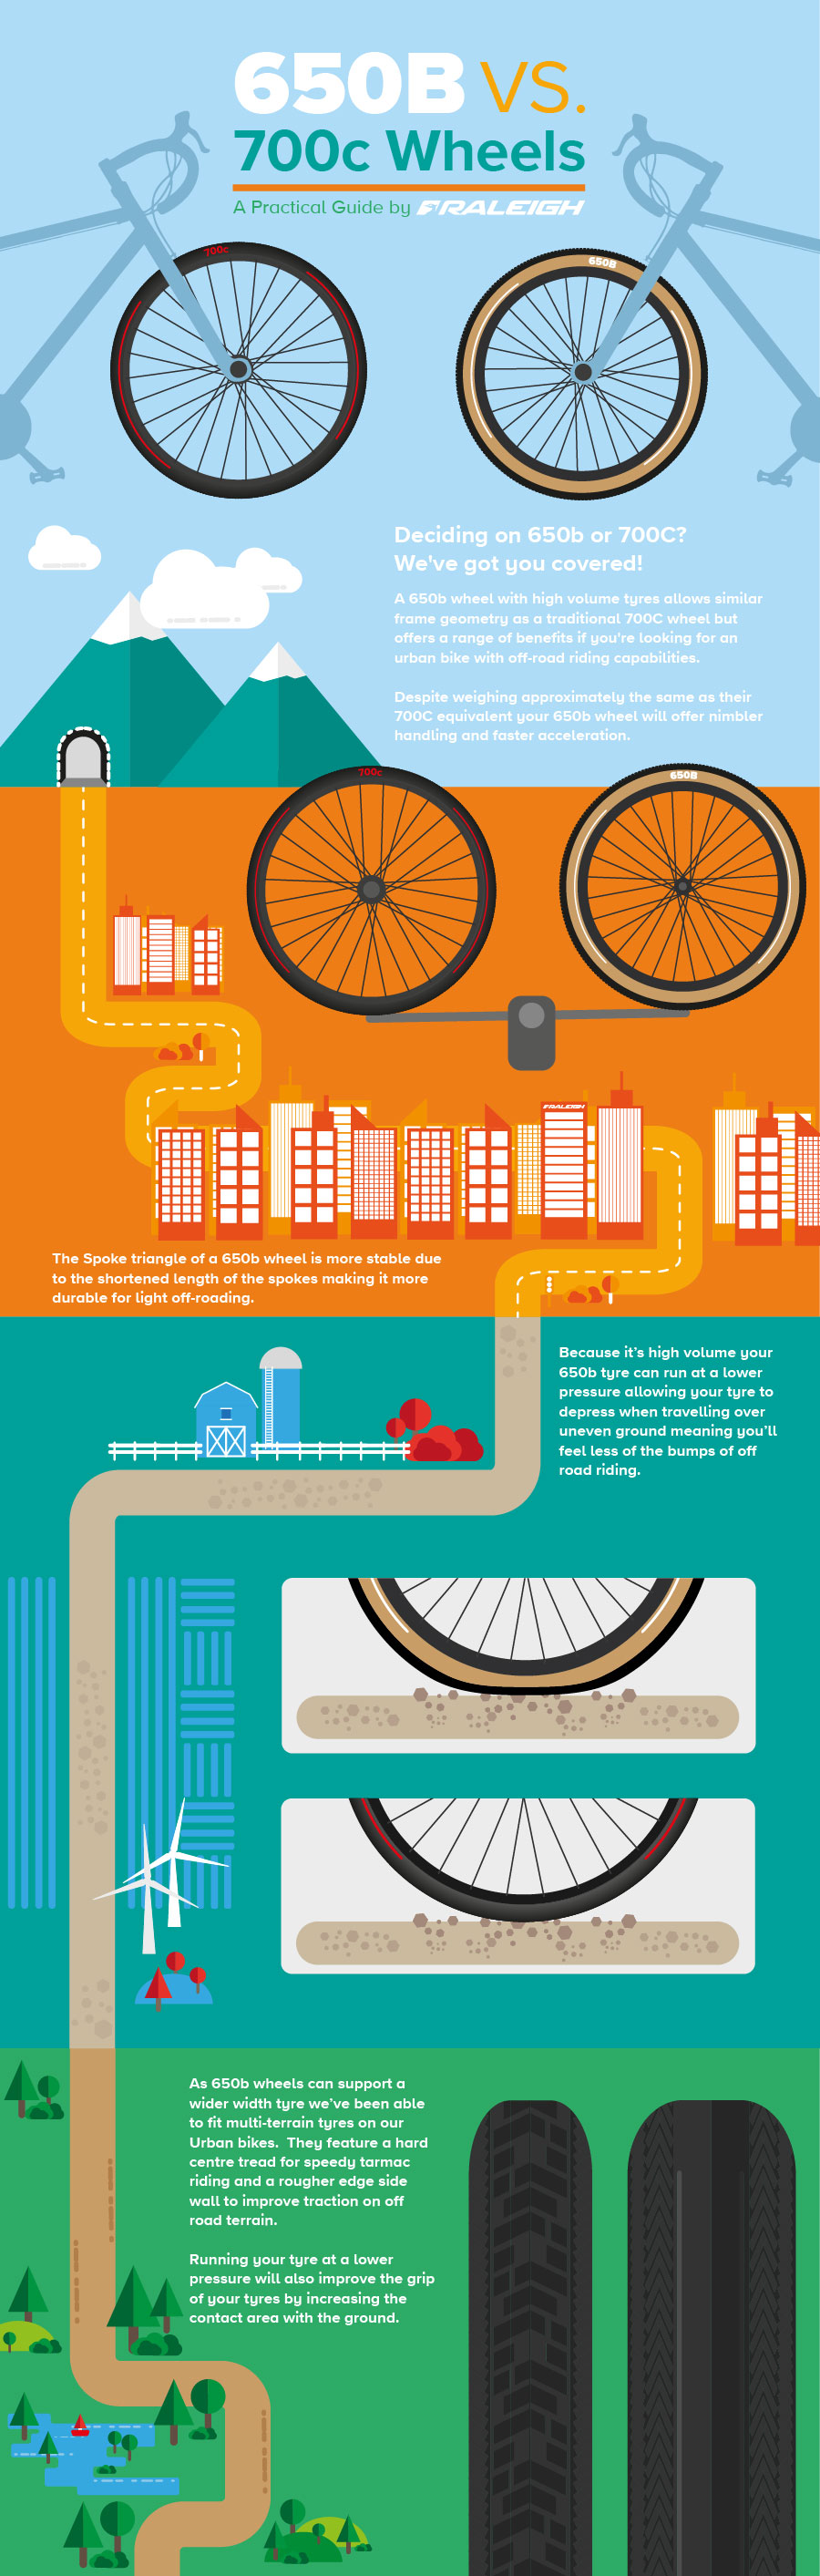 650B VS.
700c Wheels
A Practical Guide by RALEIGH
700c
650B
Deciding on 650b or 700C?
We've got you covered!
A 650b wheel with high volume tyres allows similar
frame geometry as a traditional 700C wheel but
offers a range of benefits if you're looking for an
urban bike with off-road riding capabilities.
Despite weighing approximately the same as their
700C equivalent your 650b wheel will offer nimbler
handling and faster acceleration.
700c
650B
RALEIGH
The Spoke triangle of a 650b wheel is more stable due
to the shortened length of the spokes making it more
durable for light off-roading.
Because it's high volume your
650b tyre can run at a lower
pressure allowing your tyre to
depress when travelling over
uneven ground meaning you'll
feel less of the bumps of off
road riding.
As 650b wheels can support a
wider width tyre we've been able
to fit multi-terrain tyres on our
Urban bikes. They feature a hard
centre tread for speedy tarmac
riding and a rougher edge side
wall to improve traction on off
road terrain.
Running your tyre at a lower
pressure will also improve the grip
of your tyres by increasing the
contact area with the ground.